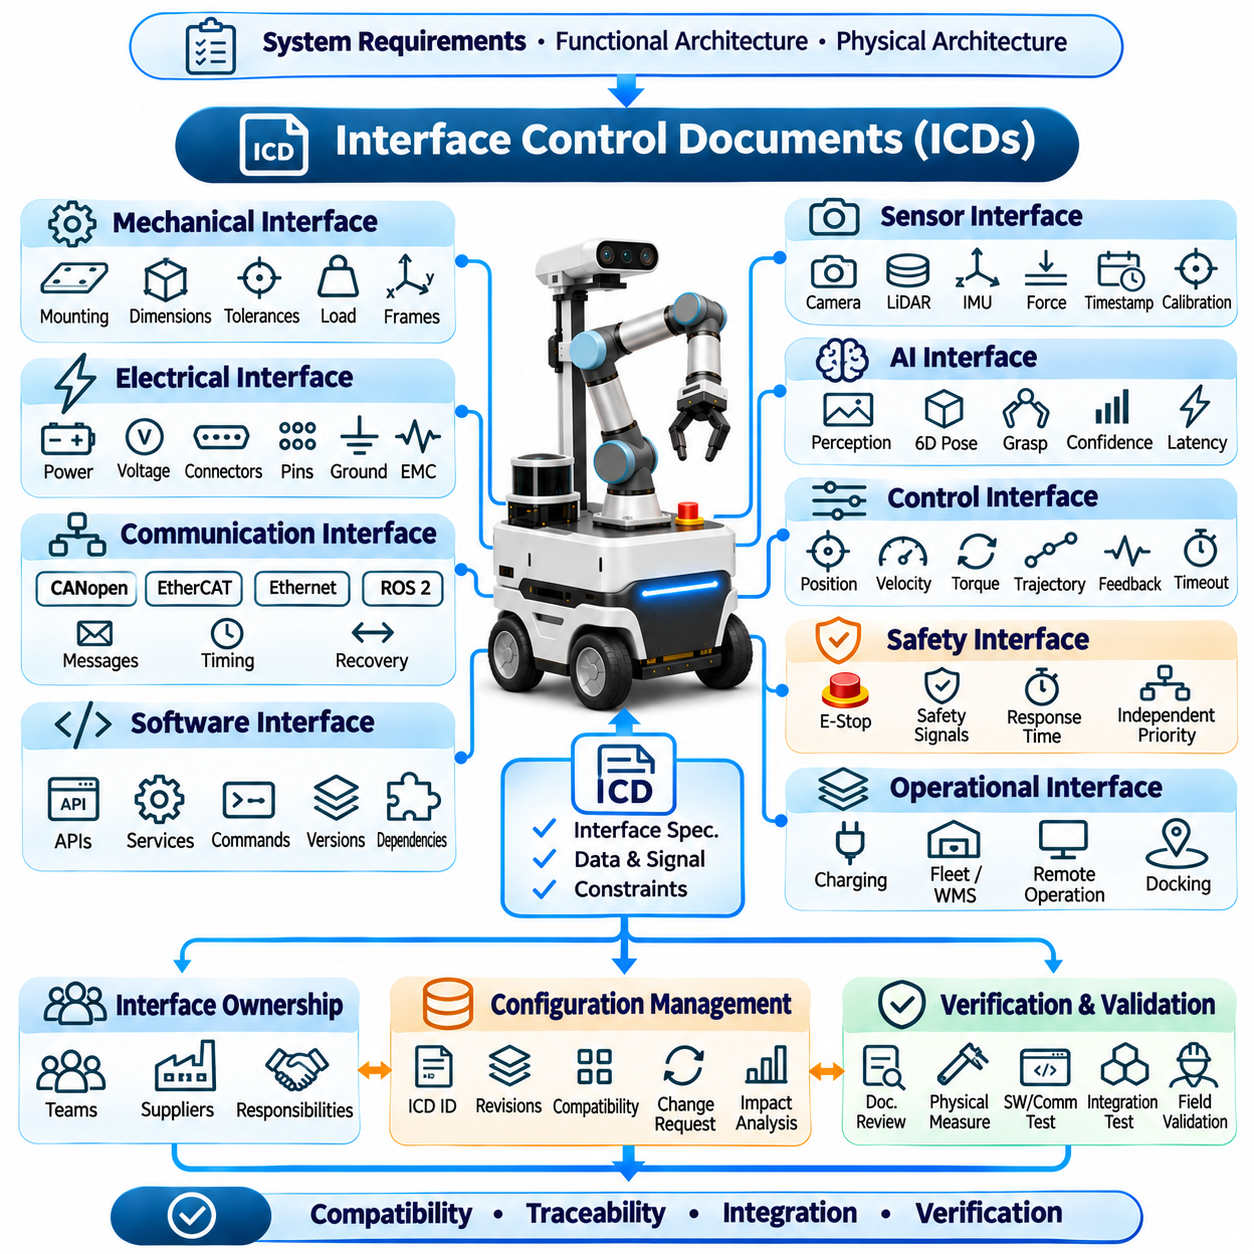 System Requirements • Functional Architecture • Physical Architecture
ICD
Interface Control Documents (ICDs)
Mechanical Interface
Mounting
Dimensions
Tolerances
Load
x
y
Frames
Electrical Interface
Power
V
Voltage
Connectors
Pins
Ground
EMC
Communication Interface
CANopen
EtherCAT
Ethernet
ROS 2
Messages
Timing
Recovery
</> Software Interface
API
APIs
Services
Commands
Versions
Dependencies
Sensor Interface
Camera
LiDAR
z
IMU
Force
Timestamp
Calibration
AI Interface
Perception
6D Pose
Grasp
Confidence
Latency
Control Interface
Position
Velocity
Torque
Trajectory
Feedback
Timeout
Safety Interface
E-Stop
Safety
Signals
Response
Time
Independent
Priority
Operational Interface
Charging
Fleet /
WMS
Remote
Operation
Docking
ICD
Interface Spec.
Data & Signal
Constraints
Interface Ownership
Teams
Suppliers
Responsibilities
Configuration Management
ID
ICD ID
Revisions
Compatibility
Change
Request
Impact
Analysis
Verification & Validation
Doc.
Review
Physical
Measure
</>
SW/Comm
Test
Integration
Test
Field
Validation
Compatibility • Traceability • Integration • Verification